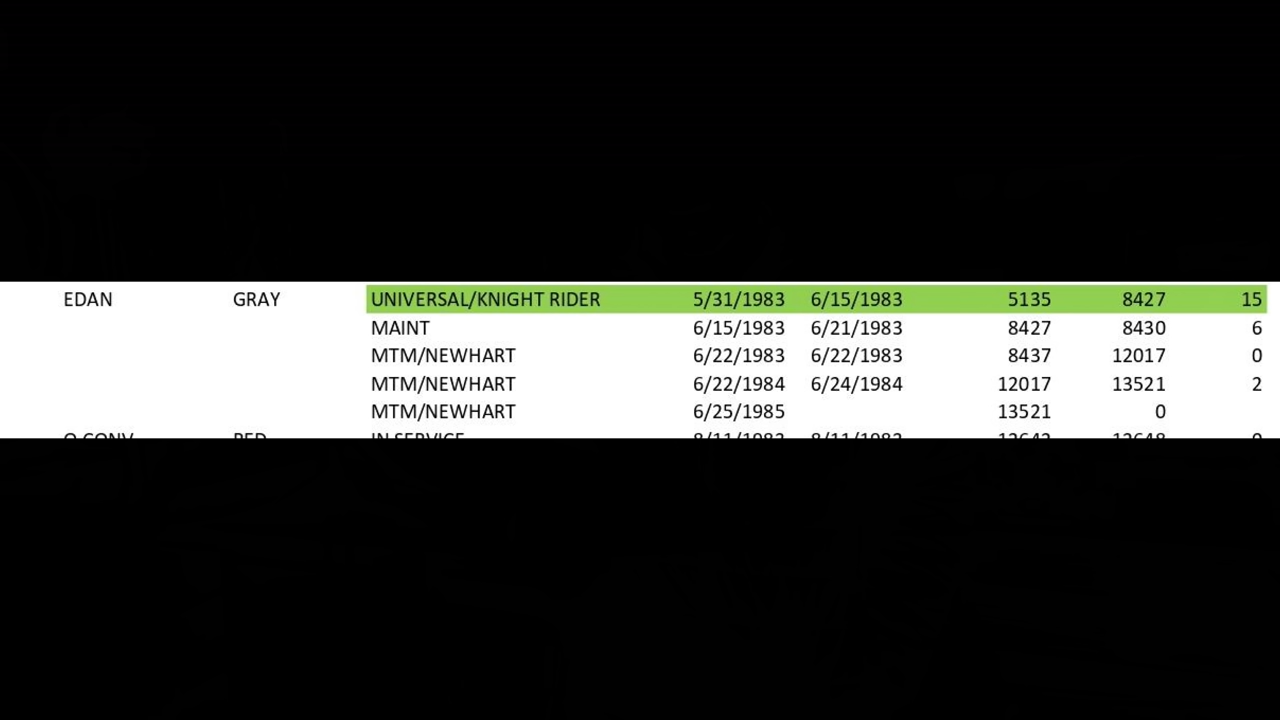 EDAN GRAY UNIVERSAL/KNIGHT RIDER 5/31/1983 6/15/1983 5135 8427 15
MAINT 6/15/1983 6/21/1983 8427 8430 6
MTM/NEWHART 6/22/1983 6/22/1983 8437 12017 0
MTM/NEWHART 6/22/1984 6/24/1984 12017 13521 2
MTM/NEWHART 6/25/1985 13521 0
IN SERVICE